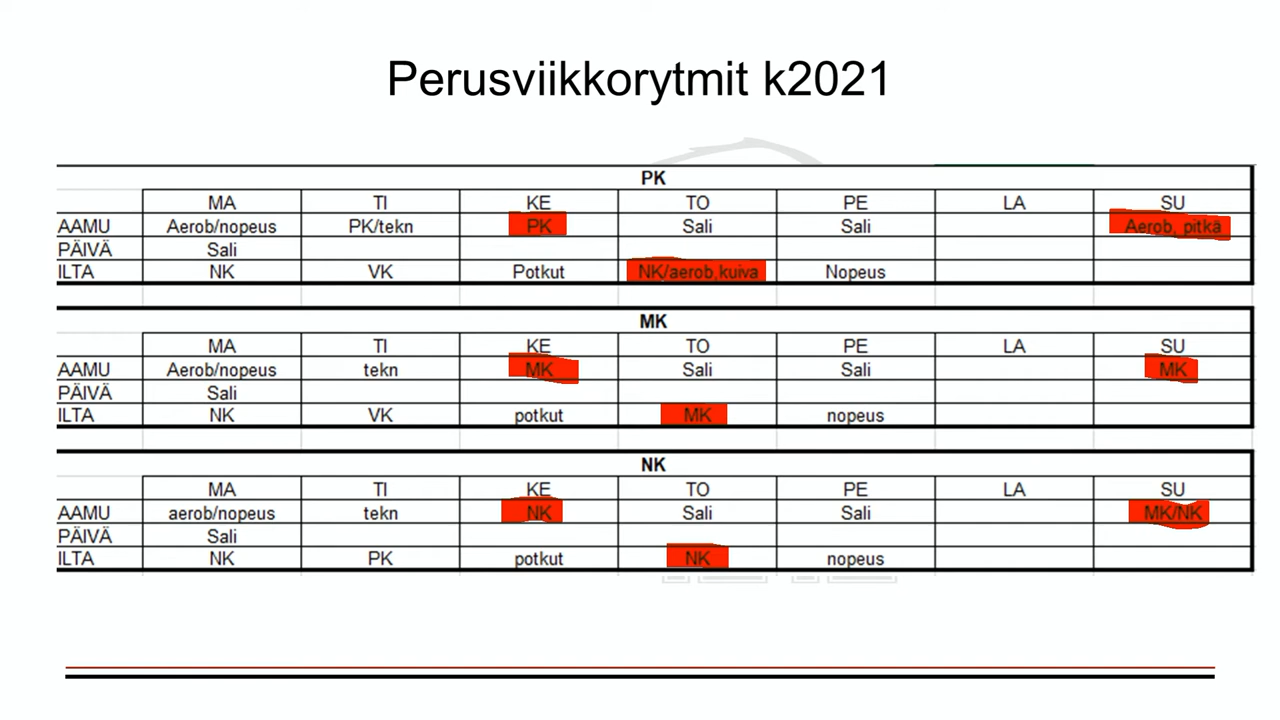 Perusviikkorytmit k2021
PK
MA TI KE TO PE LA SU
AAMU Aerob/nopeus PK/tekn PK Sali Sali Aerob, pitkä
PÄIVÄ Sali
ILTA NK VK Potkut NK/aerob,kuiva Nopeus
MK
MA TI KE TO PE LA SU
AAMU Aerob/nopeus tekn MK Sali Sali MK
PÄIVÄ Sali
ILTA NK VK potkut MK nopeus
NK
MA TI KE TO PE LA SU
AAMU aerob/nopeus tekn NK Sali Sali MK/NK
PÄIVÄ Sali
ILTA NK PK potkut NK nopeus